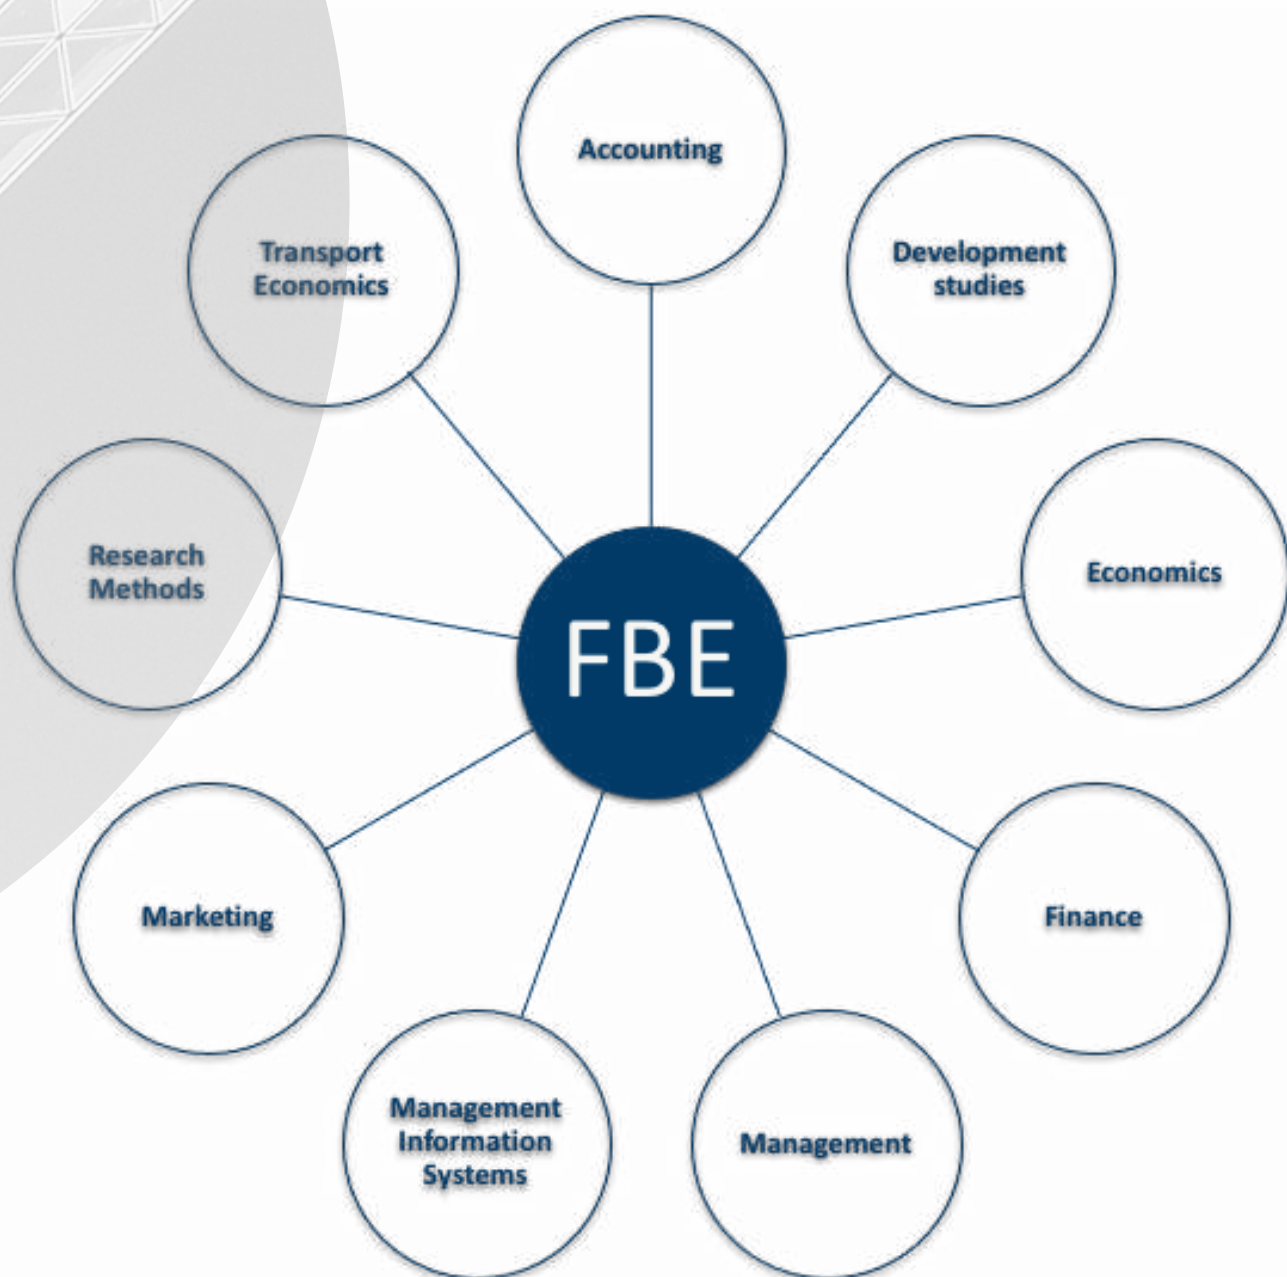 Accounting
Development
studies
Economics
Finance
Management
Management
Information
Systems
Marketing
Research
Methods
Transport
Economics
FBE